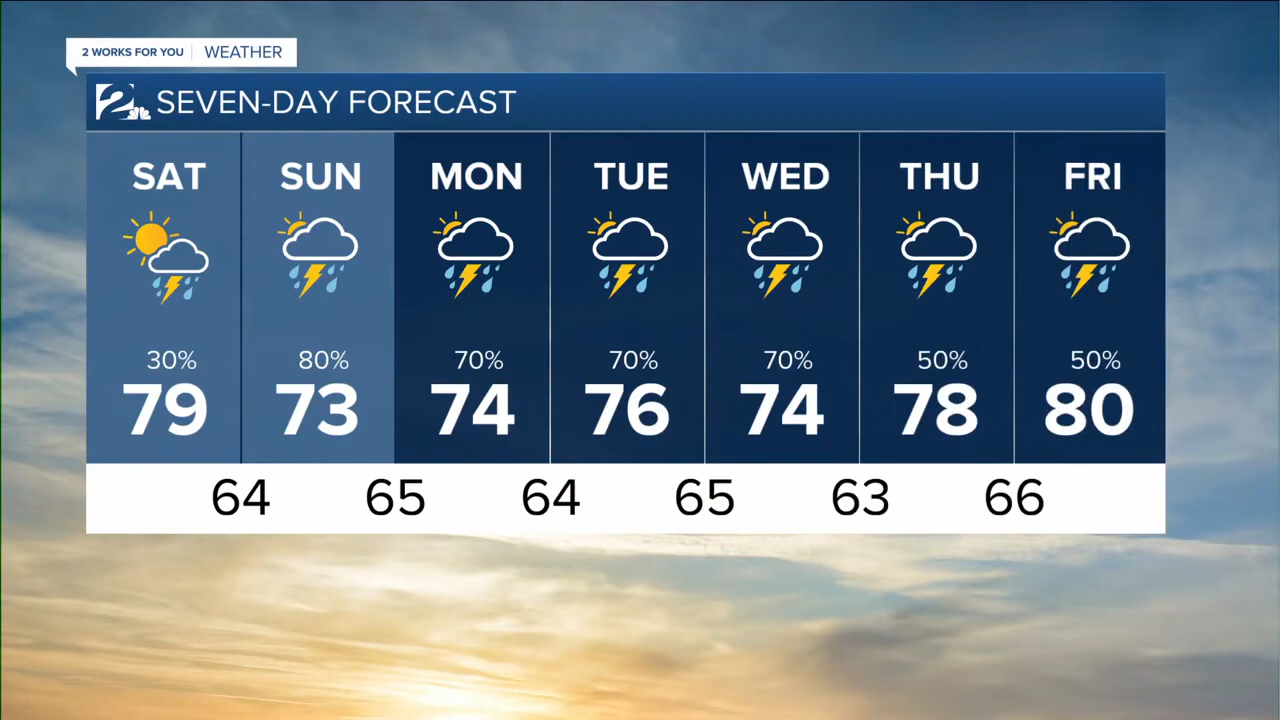 2 WORKS FOR YOU | WEATHER
2 SEVEN-DAY FORECAST
SAT SUN MON TUE WED THU FRI
30% 80% 70% 70% 70% 50% 50%
79 73 74 76 74 78 80
64 65 64 65 63 66